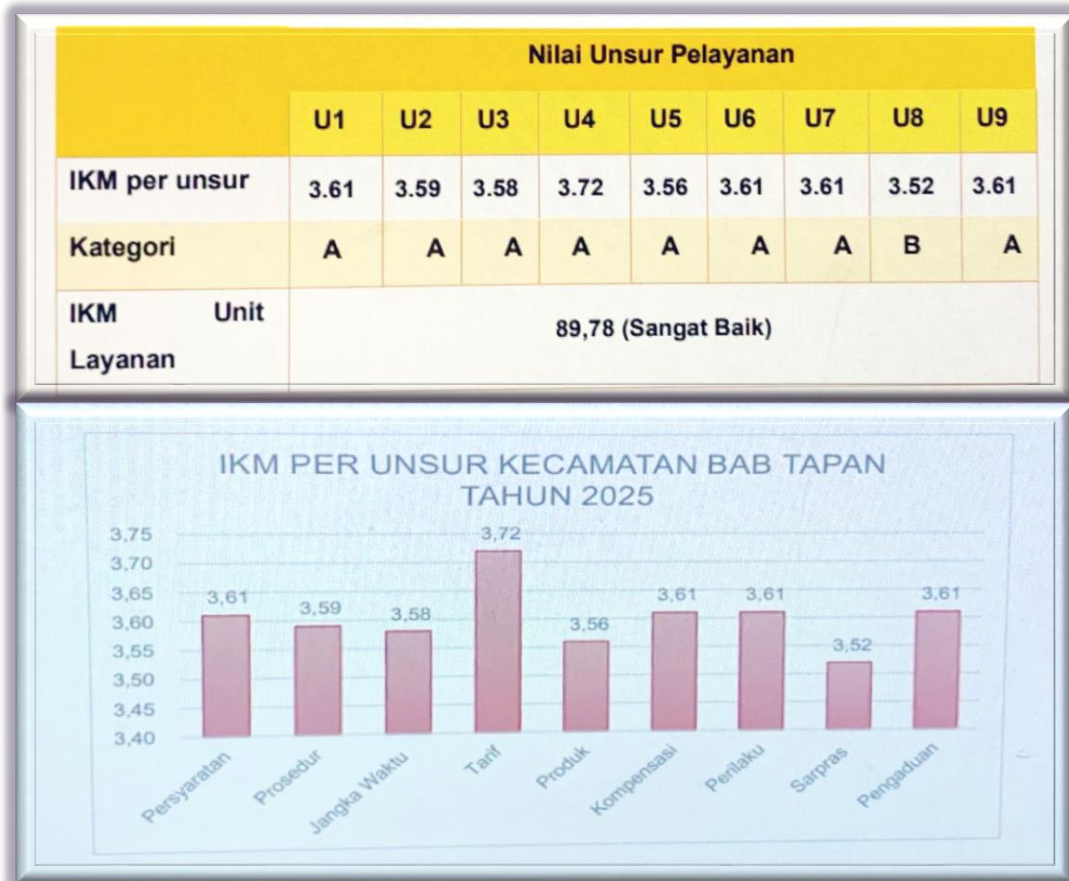 Nilai Unsur Pelayanan
U1 U2 U3 U4 U5 U6 U7 U8 U9
IKM per unsur 3.61 3.59 3.58 3.72 3.56 3.61 3.61 3.52 3.61
Kategori A A A A A A A B A
IKM Unit
Layanan
89,78 (Sangat Baik)
IKM PER UNSUR KECAMATAN BAB TAPAN
TAHUN 2025
3,75
3,70
3,65
3,60
3,55
3,50
3,45
3,40
3,61 3,59 3,58 3,72 3,56 3,61 3,61 3,52 3,61
Persyaratan Prosedur Jangka Waktu Tarif Produk Kompensasi Perilaku Sarpras Pengaduan